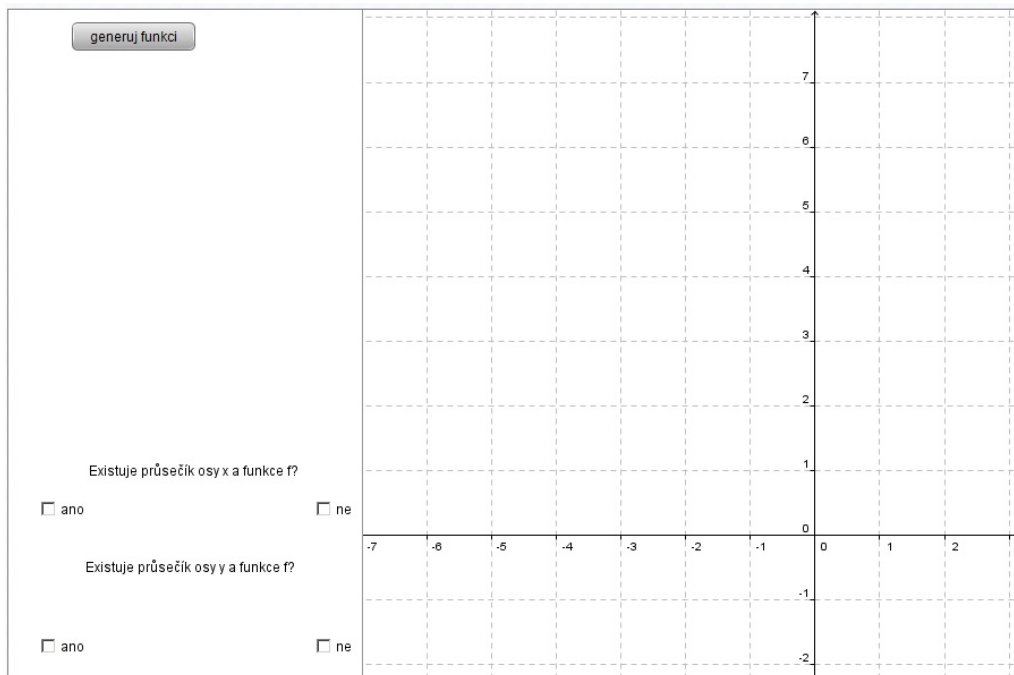 generuj funkci
Existuje průsečík osy x a funkce f?
ano
ne
Existuje průsečík osy y a funkce f?
ano
ne
7
6
5
4
3
2
1
0
-7 -6 -5 -4 -3 -2 -1 0 1 2
-1
-2